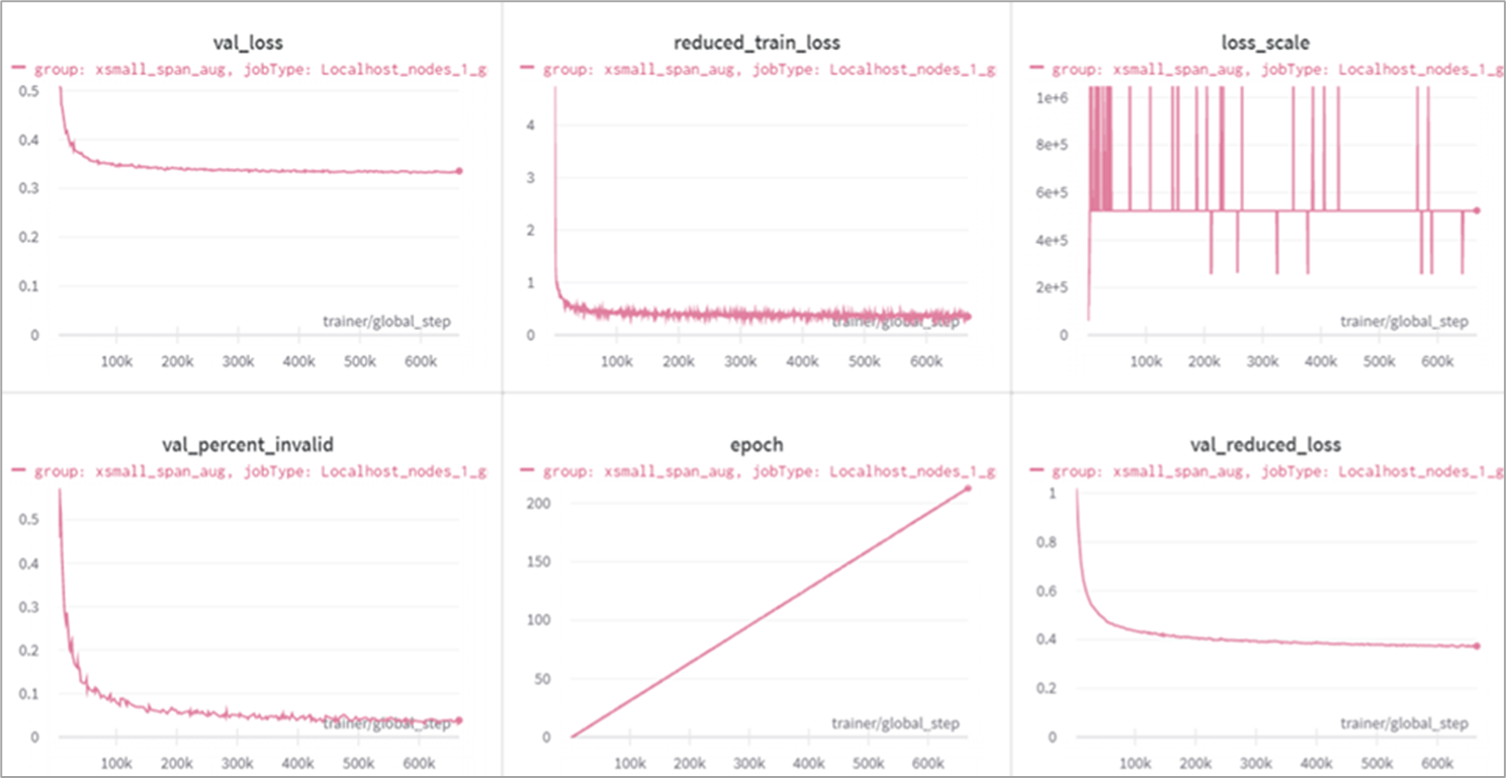 val_loss
group: xsmall_span_aug, jobType: Localhost_nodes_1_g
0.5
0.4
0.3
0.2
0.1
0
trainer/global_step
100k 200k 300k 400k 500k 600k
reduced_train_loss
group: xsmall_span_aug, jobType: Localhost_nodes_1_g
4
3
2
1
0
trainer/global_step
100k 200k 300k 400k 500k 600k
loss_scale
group: xsmall_span_aug, jobType: Localhost_nodes_1_g
1e+6
8e+5
6e+5
4e+5
2e+5
0
trainer/global_step
100k 200k 300k 400k 500k 600k
val_percent_invalid
group: xsmall_span_aug, jobType: Localhost_nodes_1_g
0.5
0.4
0.3
0.2
0.1
0
trainer/global_step
100k 200k 300k 400k 500k 600k
epoch
group: xsmall_span_aug, jobType: Localhost_nodes_1_g
200
150
100
50
0
trainer/global_step
100k 200k 300k 400k 500k 600k
val_reduced_loss
group: xsmall_span_aug, jobType: Localhost_nodes_1_g
1
0.8
0.6
0.4
0.2
0
trainer/global_step
100k 200k 300k 400k 500k 600k